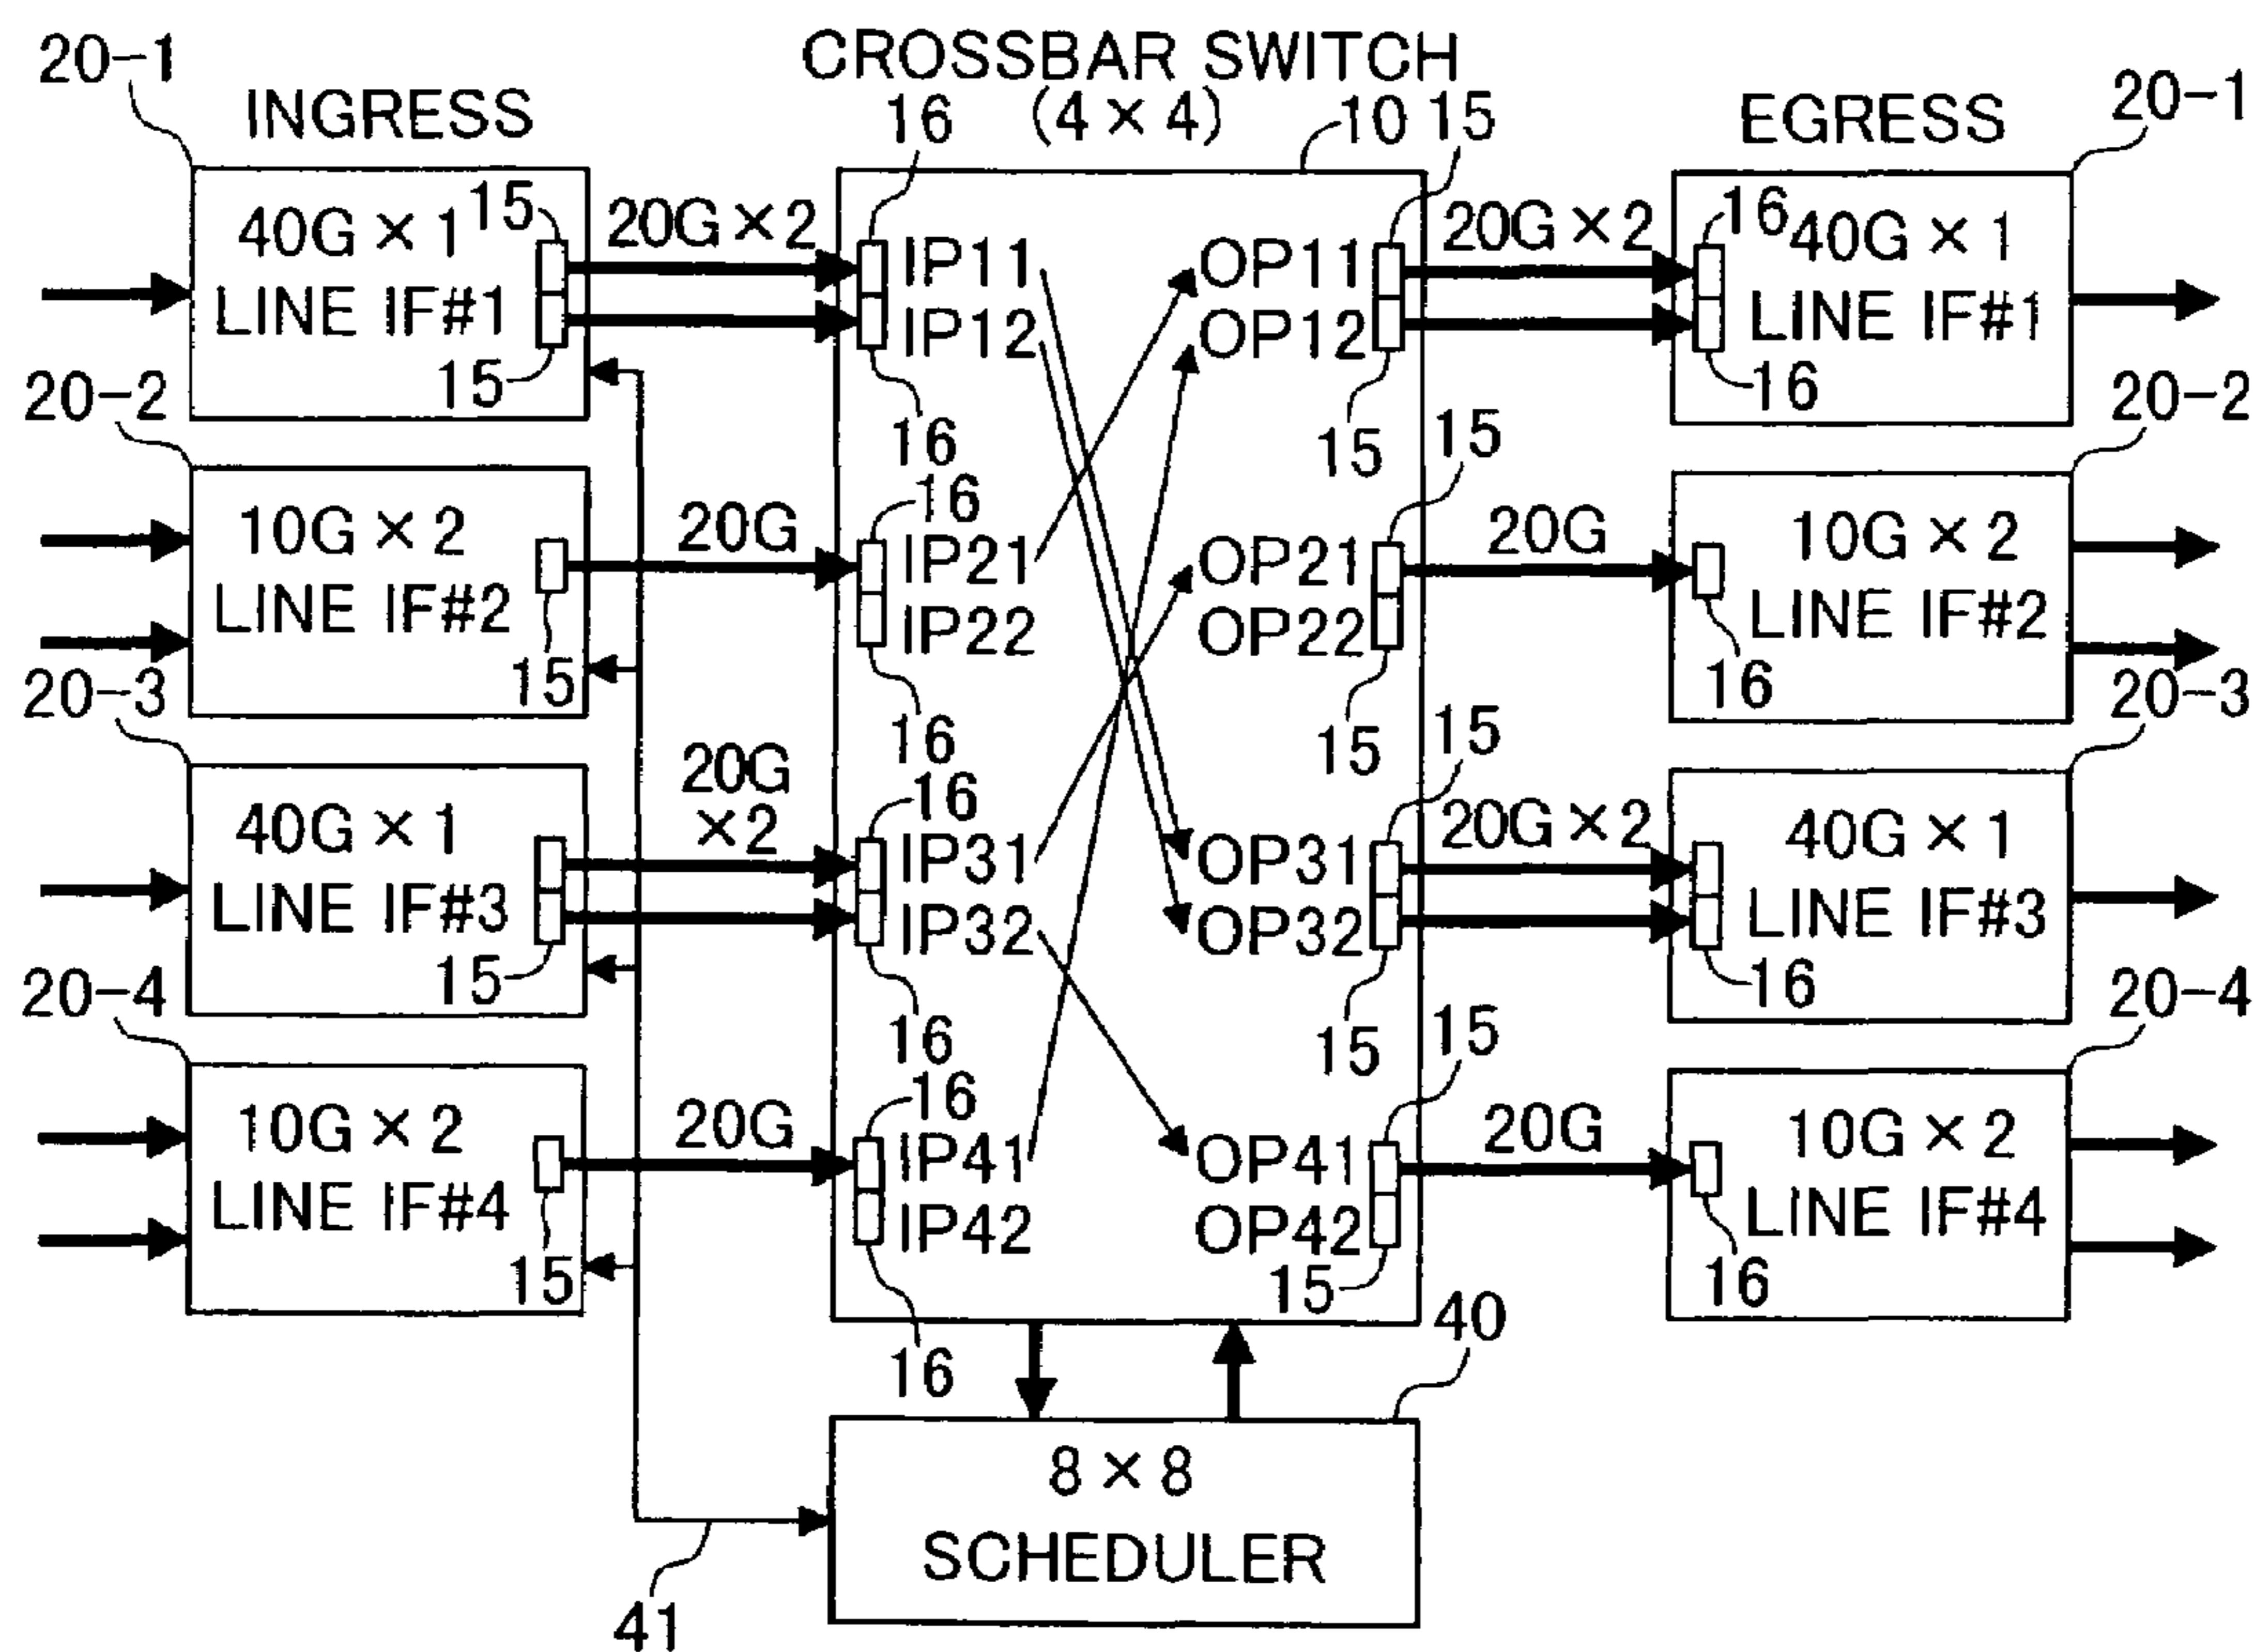 20-1
INGRESS
CROSSBAR SWITCH
(4 × 4)
16
10
15
EGRESS
20-1
40G × 1
LINE IF#1
15
15
20G × 2
IP11
IP12
16
OP11
OP12
15
20G × 2
16
40G × 1
LINE IF#1
16
20-2
10G × 2
LINE IF#2
15
20G
16
IP21
IP22
16
OP21
OP22
15
15
20G
20-2
10G × 2
LINE IF#2
16
20-3
40G × 1
LINE IF#3
15
20G
×2
16
IP31
IP32
16
OP31
OP32
15
15
20G × 2
20-3
40G × 1
LINE IF#3
16
20-4
10G × 2
LINE IF#4
15
20G
16
IP41
IP42
16
OP41
OP42
15
15
20G
20-4
10G × 2
LINE IF#4
16
40
8 × 8
SCHEDULER
41